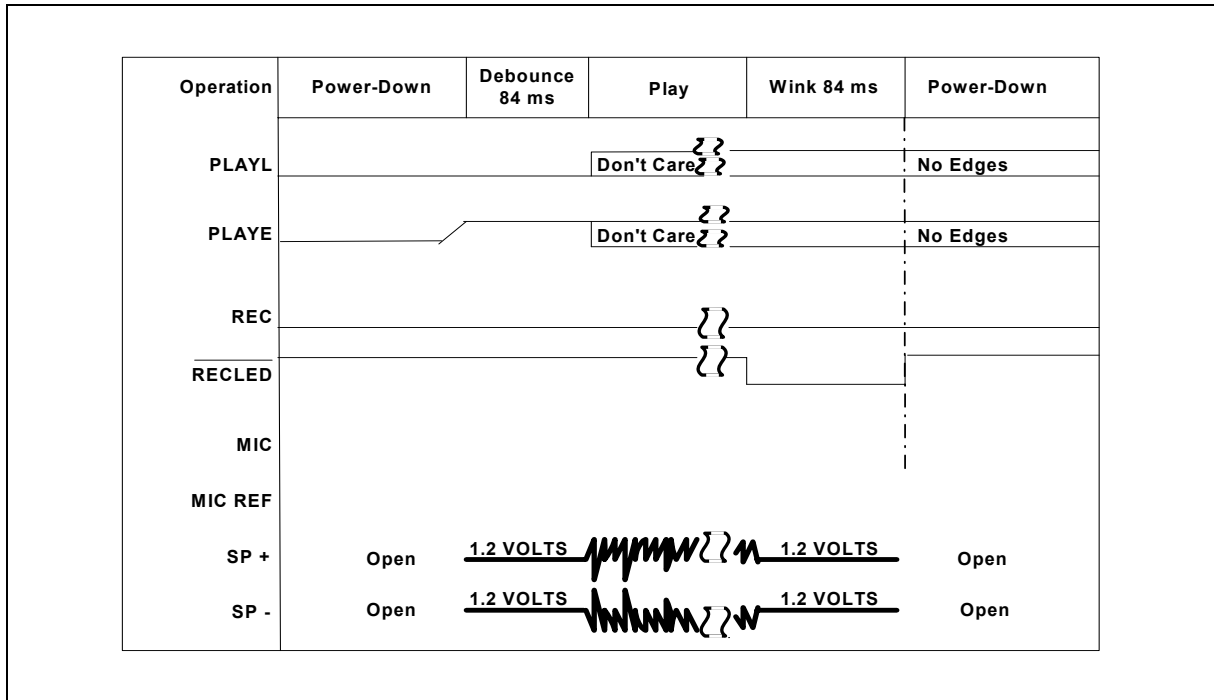 Operation Power-Down Debounce 84 ms Play Wink 84 ms Power-Down
PLAYL Don't Care No Edges
PLAYE Don't Care No Edges
REC
RECLED
MIC
MIC REF
SP + Open 1.2 VOLTS 1.2 VOLTS Open
SP - Open 1.2 VOLTS 1.2 VOLTS Open